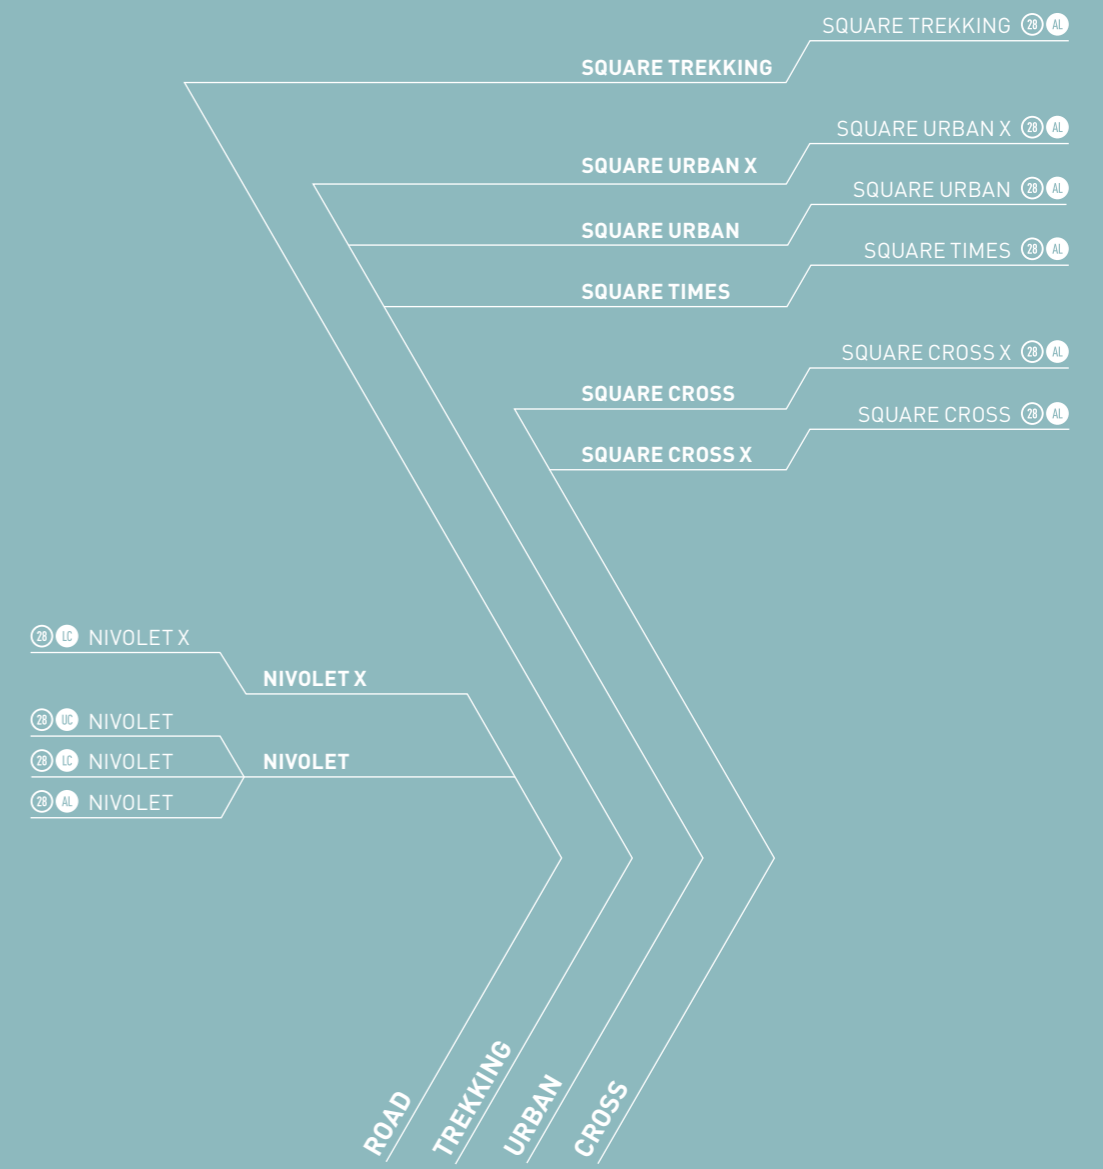 SQUARE TREKKING 28 AL
SQUARE TREKKING
SQUARE URBAN X 28 AL
SQUARE URBAN X
SQUARE URBAN 28 AL
SQUARE URBAN
SQUARE TIMES 28 AL
SQUARE TIMES
SQUARE CROSS X 28 AL
SQUARE CROSS
SQUARE CROSS 28 AL
SQUARE CROSS X
28 LC NIVOLET X
NIVOLET X
28 UC NIVOLET
28 LC NIVOLET
NIVOLET
28 AL NIVOLET
ROAD
TREKKING
URBAN
CROSS